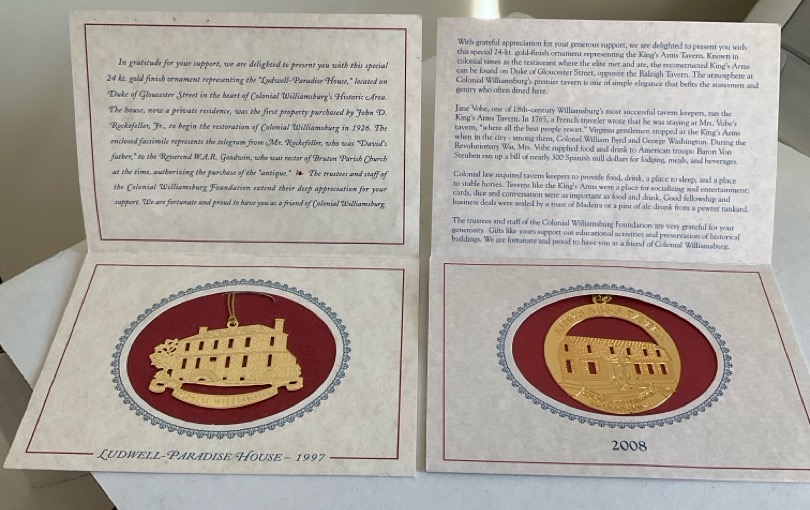 In gratitude for your support, we are delighted to present you with this special
24 kt. gold finish ornament representing the "Ludwell-Paradise House," located on
Duke of Gloucester Street in the heart of Colonial Williamsburg's Historic Area.
The house, now a private residence, was the first property purchased by John D.
Rockefeller, Jr., to begin the restoration of Colonial Williamsburg in 1926. The
enclosed facsimile represents the telegram from Mr. Rockefeller, who was "David's
father," to the Reverend W.A.R. Goodwin, who was rector of Bruton Parish Church
at the time, authorizing the purchase of the "antique." The trustees and staff of
the Colonial Williamsburg Foundation extend their deep appreciation for your
support. We are fortunate and proud to have you as a friend of Colonial Williamsburg.
LUDWELL-PARADISE HOUSE – 1997
With grateful appreciation for your generous support, we are delighted to present you with
this special 24-kt. gold-finish ornament representing the King's Arms Tavern. Known in
colonial times as the restaurant where the elite met and ate, the reconstructed King's Arms
can be found on Duke of Gloucester Street, opposite the Raleigh Tavern. The atmosphere at
Colonial Williamsburg's premier tavern is one of simple elegance that befits the statesmen and
gentry who often dined here.
Jane Vobe, one of 18th-century Williamsburg's most successful tavern keepers, ran the
King's Arms Tavern. In 1765, a French traveler wrote that he was staying at Mrs. Vobe's
tavern, "where all the best people resort." Virginia gentlemen stopped at the King's Arms
when in the city - among them, Colonel William Byrd and George Washington. During the
Revolutionary War, Mrs. Vobe supplied food and drink to American troops: Baron Von
Steuben ran up a bill of nearly 300 Spanish mill dollars for lodging, meals, and beverages.
Colonial law required tavern keepers to provide food, drink, a place to sleep, and a place
to stable horses. Taverns like the King's Arms were a place for socializing and entertainment:
cards, dice and conversation were as important as food and drink. Good fellowship and
business deals were sealed by a toast of Madeira or a pint of ale drunk from a pewter tankard.
The trustees and staff of the Colonial Williamsburg Foundation are very grateful for your
generosity. Gifts like yours support our educational activities and preservation of historical
buildings. We are fortunate and proud to have you as a friend of Colonial Williamsburg.
2008